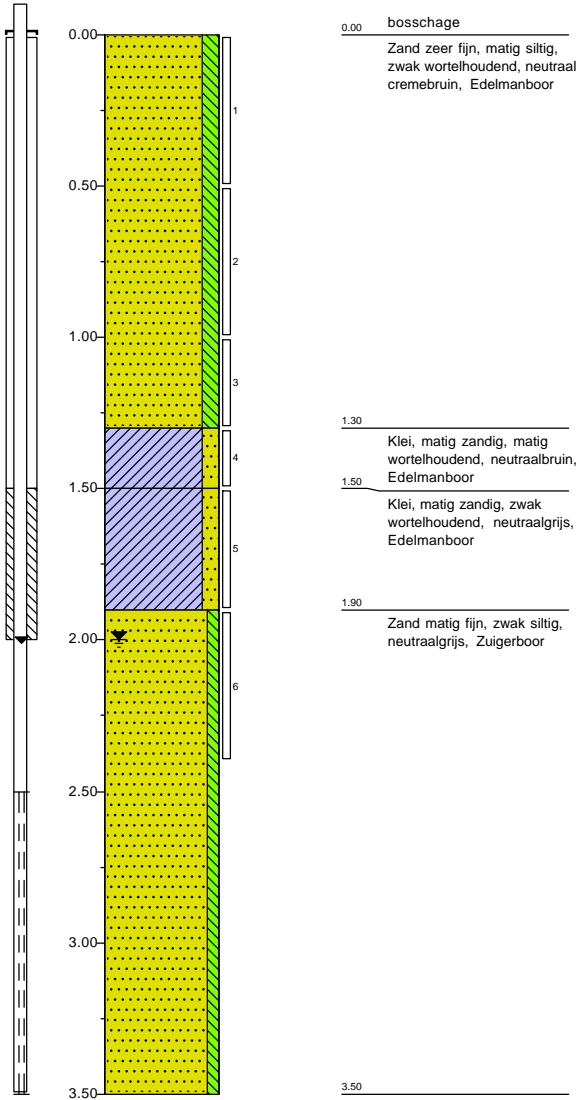 0.00
0.50
1.00
1.50
2.00
2.50
3.00
3.50
1
2
3
4
5
6
0.00 bosschage
Zand zeer fijn, matig siltig,
zwak wortelhoudend, neutraal
cremebruin, Edelmanboor
1.30
Klei, matig zandig, matig
wortelhoudend, neutraalbruin,
Edelmanboor
1.50
Klei, matig zandig, zwak
wortelhoudend, neutraalgrijs,
Edelmanboor
1.90
Zand matig fijn, zwak siltig,
neutraalgrijs, Zuigerboor
3.50